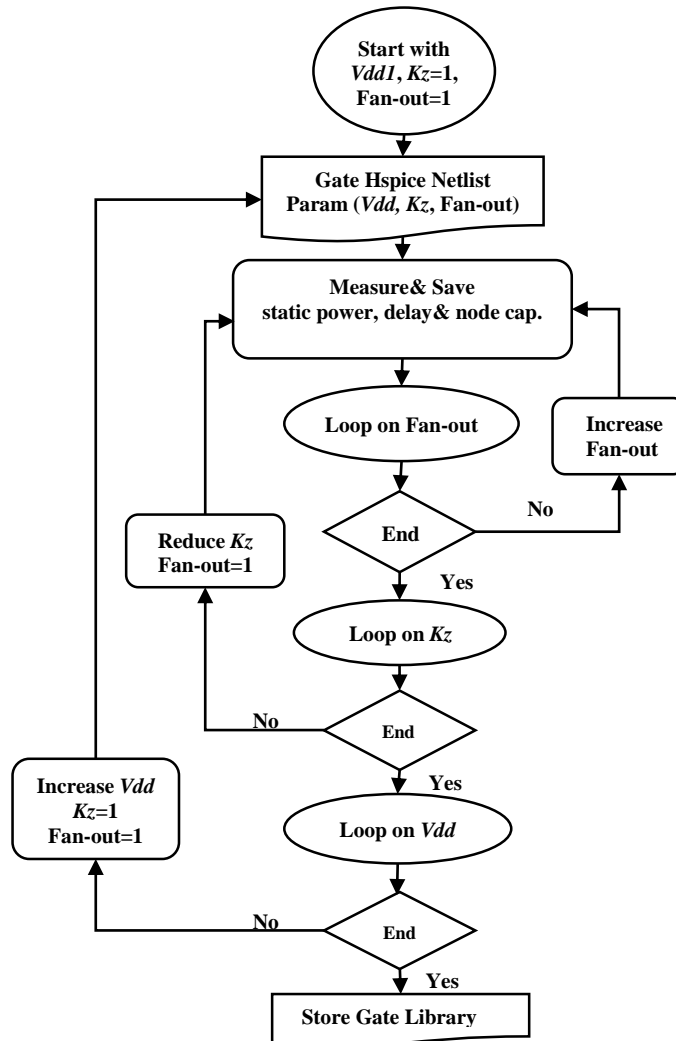 Start with
Vdd1, Kz=1,
Fan-out=1
Gate Hspice Netlist
Param (Vdd, Kz, Fan-out)
Measure& Save
static power, delay& node cap.
Loop on Fan-out
Increase
Fan-out
No
End
Reduce Kz
Fan-out=1
Yes
Loop on Kz
No
End
Yes
Increase Vdd
Kz=1
Fan-out=1
Loop on Vdd
No
End
Yes
Store Gate Library